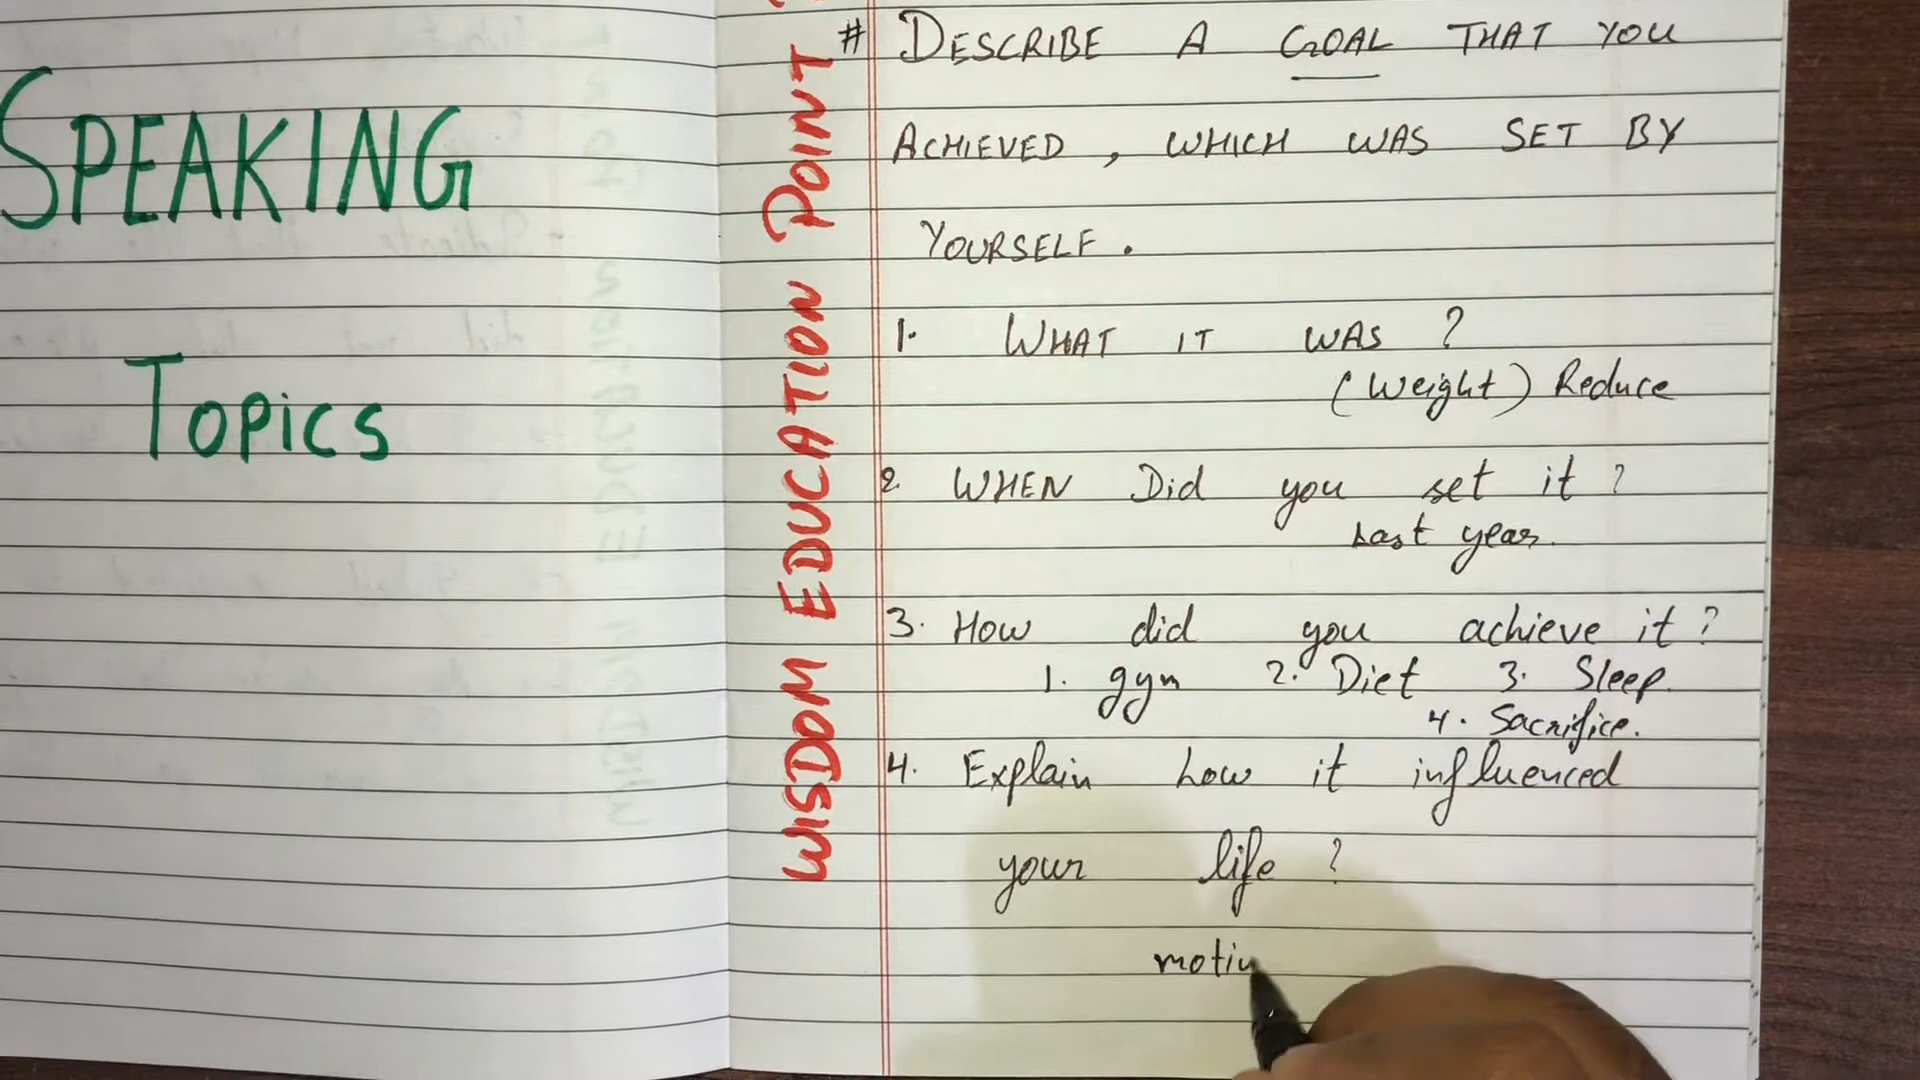 SPEAKING
TOPICS
WISDOM EDUCATION POINT
# DESCRIBE A GOAL THAT YOU
ACHIEVED, WHICH WAS SET BY
YOURSELF.
1. WHAT IT WAS ?
(Weight) Reduce
2. WHEN Did you set it ?
Last year.
3. How did you achieve it ?
1. gym 2. Diet 3. Sleep.
4. Sacrifice.
4. Explain how it influenced
your life ?
motiv